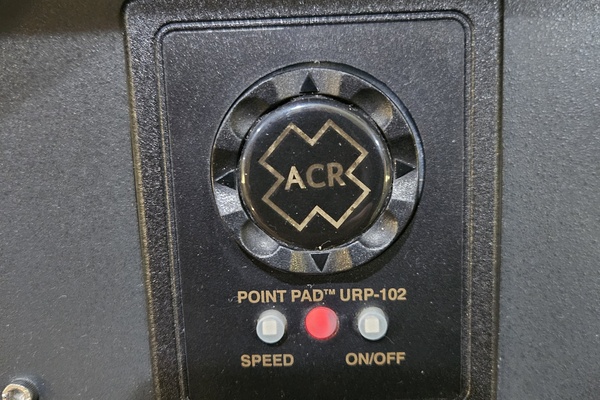 ACR
POINT PAD™ URP-102
SPEED ON/OFF